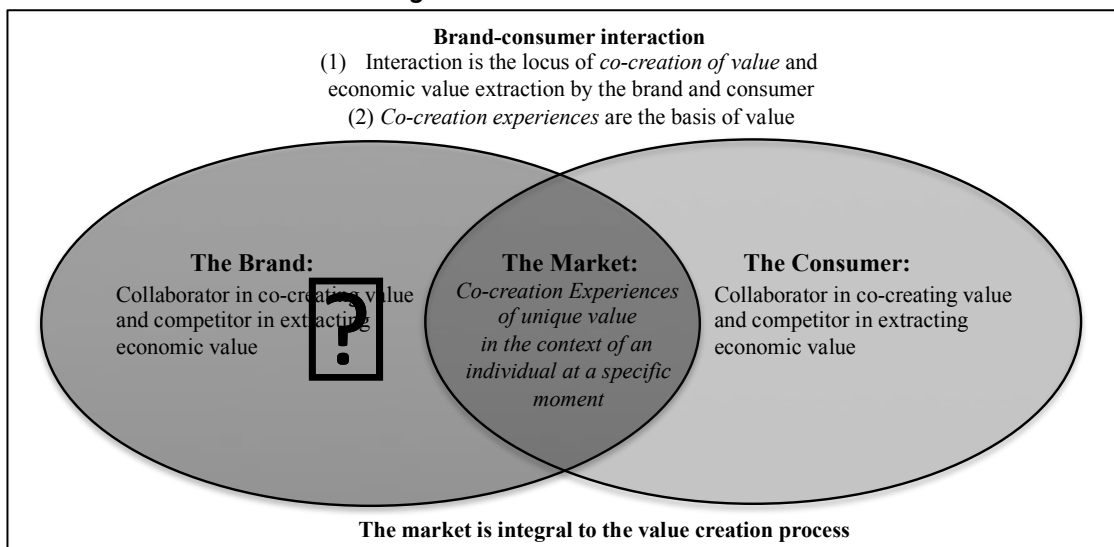 Brand-consumer interaction
(1) Interaction is the locus of co-creation of value and
economic value extraction by the brand and consumer
(2) Co-creation experiences are the basis of value
The Brand:
Collaborator in co-creating value
and competitor in extracting
economic value
?
The Market:
Co-creation Experiences
of unique value
in the context of an
individual at a specific
moment
The Consumer:
Collaborator in co-creating value
and competitor in extracting
economic value
The market is integral to the value creation process